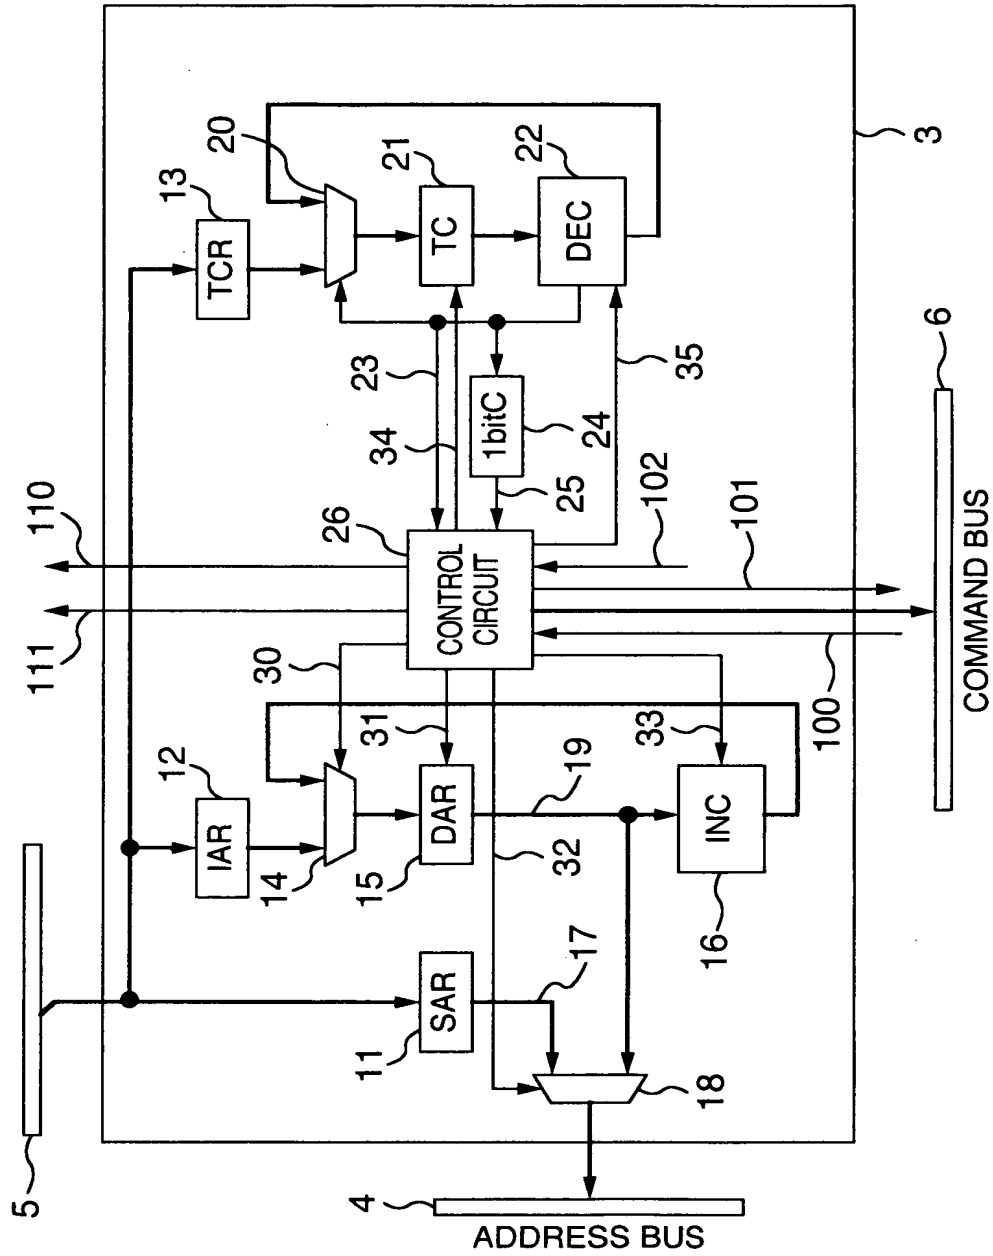 110
111
20
13
TCR
21
TC
22
DEC
3
23
34
1bitC
24
25
35
6
26
CONTROL
CIRCUIT
102
101
30
31
12
IAR
14
DAR
15
19
32
33
INC
16
100
COMMAND BUS
SAR
11
17
18
5
4
ADDRESS BUS